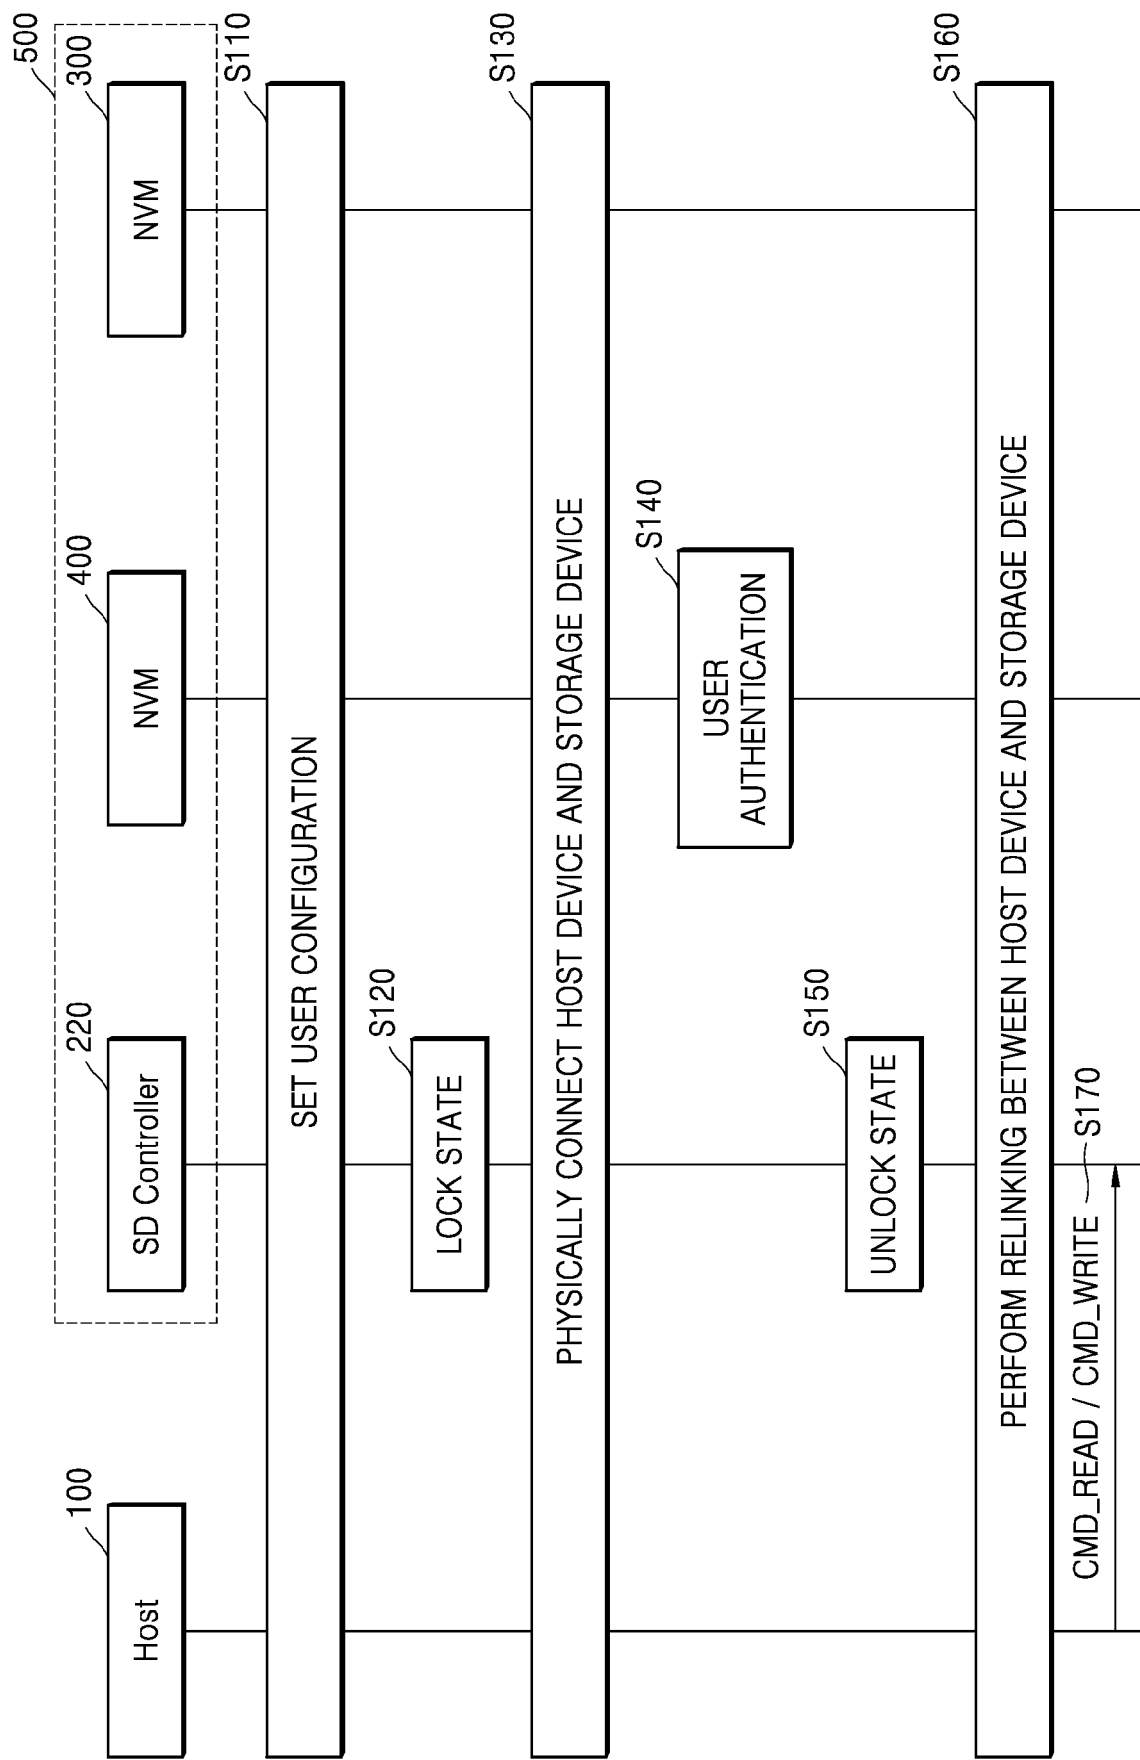 500
100
220
400
300
Host
SD Controller
NVM
NVM
S110
SET USER CONFIGURATION
S120
LOCK STATE
S130
PHYSICALLY CONNECT HOST DEVICE AND STORAGE DEVICE
S140
USER
AUTHENTICATION
S150
UNLOCK STATE
S160
PERFORM RELINKING BETWEEN HOST DEVICE AND STORAGE DEVICE
CMD_READ / CMD_WRITE
S170